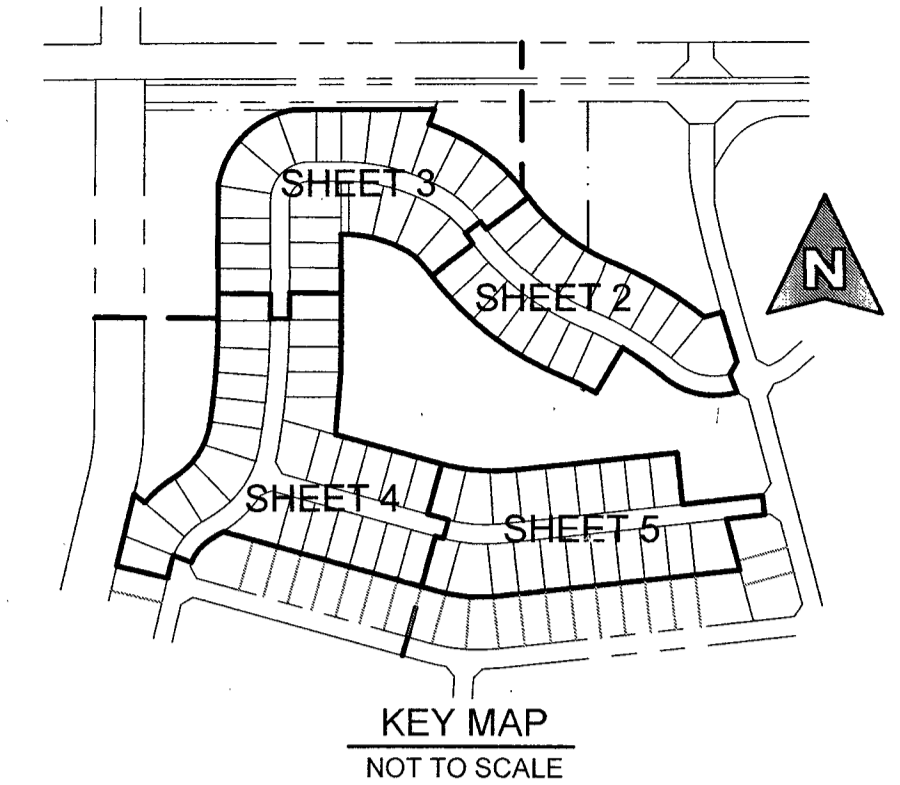 SHEET 3
N
SHEET 2
SHEET 4
SHEET 5
KEY MAP
NOT TO SCALE